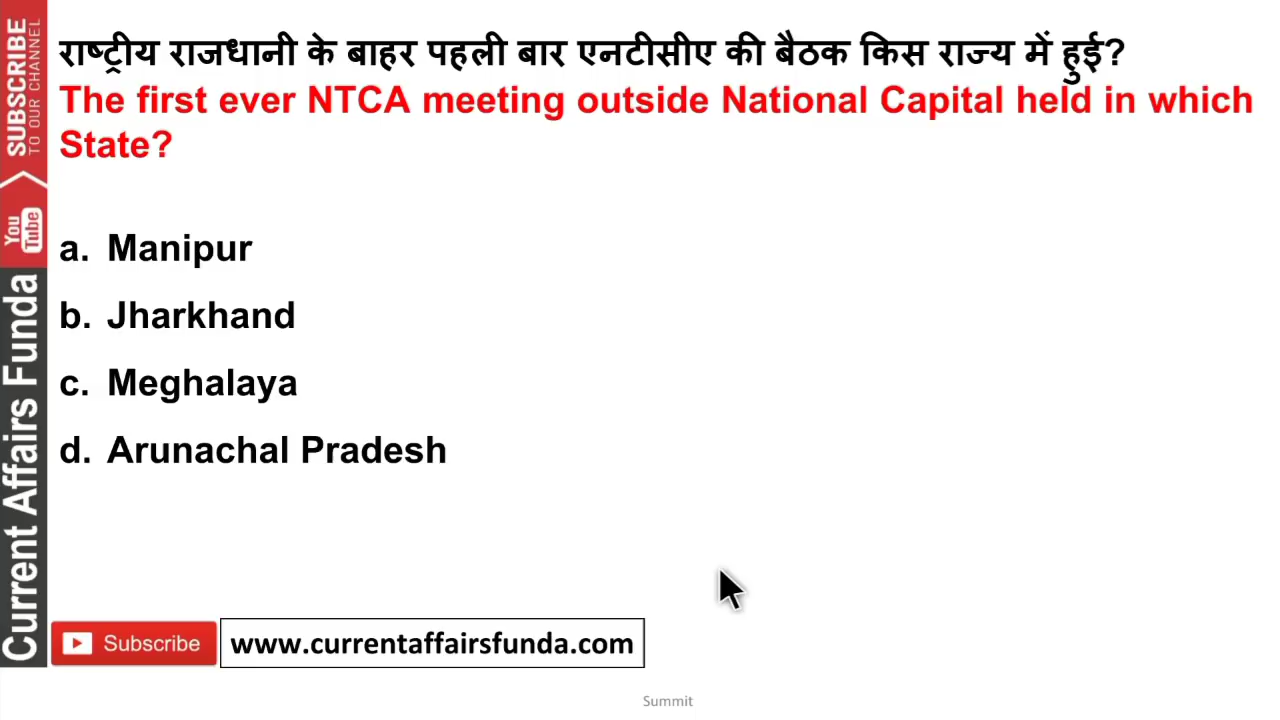 राष्ट्रीय राजधानी के बाहर पहली बार एनटीसीए की बैठक किस राज्य में हुई?
The first ever NTCA meeting outside National Capital held in which
State?
a. Manipur
b. Jharkhand
c. Meghalaya
d. Arunachal Pradesh
SUBSCRIBE
TO OUR CHANNEL
You
Tube
Current Affairs Funda
Subscribe
www.currentaffairsfunda.com
Summit